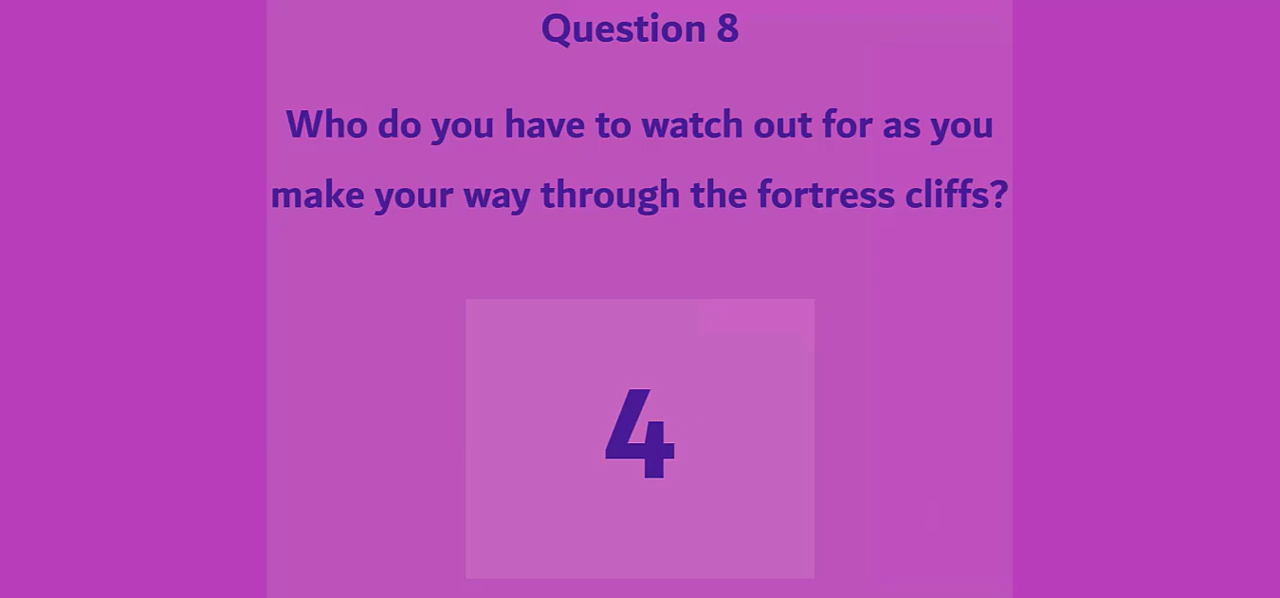 Question 8
Who do you have to watch out for as you
make your way through the fortress cliffs?
4